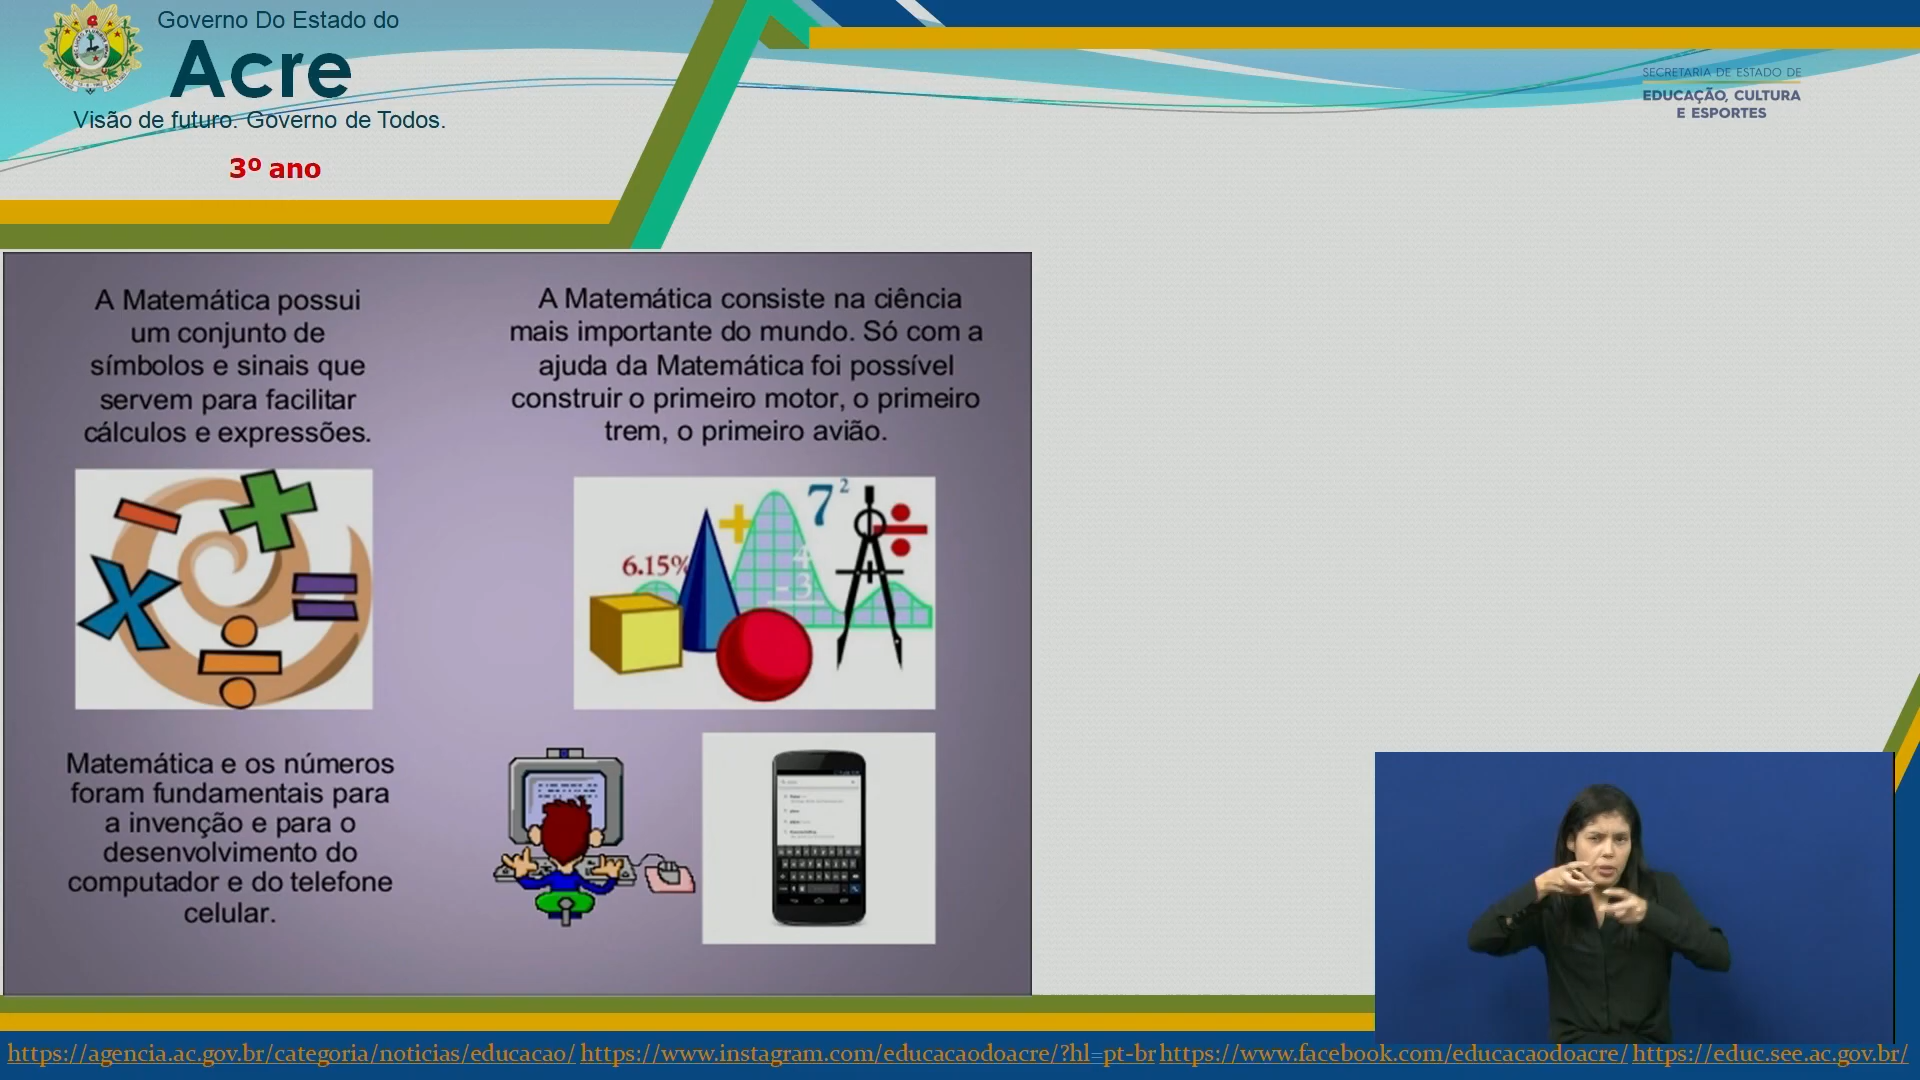 Governo Do Estado do
Acre
Visão de futuro. Governo de Todos.
3º ano
SECRETARIA DE ESTADO DE
EDUCAÇÃO, CULTURA
E ESPORTES
A Matemática possui
um conjunto de
símbolos e sinais que
servem para facilitar
cálculos e expressões.
A Matemática consiste na ciência
mais importante do mundo. Só com a
ajuda da Matemática foi possível
construir o primeiro motor, o primeiro
trem, o primeiro avião.
7²
6.15%
4
- 3
Matemática e os números
foram fundamentais para
a invenção e para o
desenvolvimento do
computador e do telefone
celular.
https://agencia.ac.gov.br/categoria/noticias/educacao/ https://www.instagram.com/educacaodoacre/?hl=pt-br https://www.facebook.com/educacaodoacre/ https://educ.see.ac.gov.br/